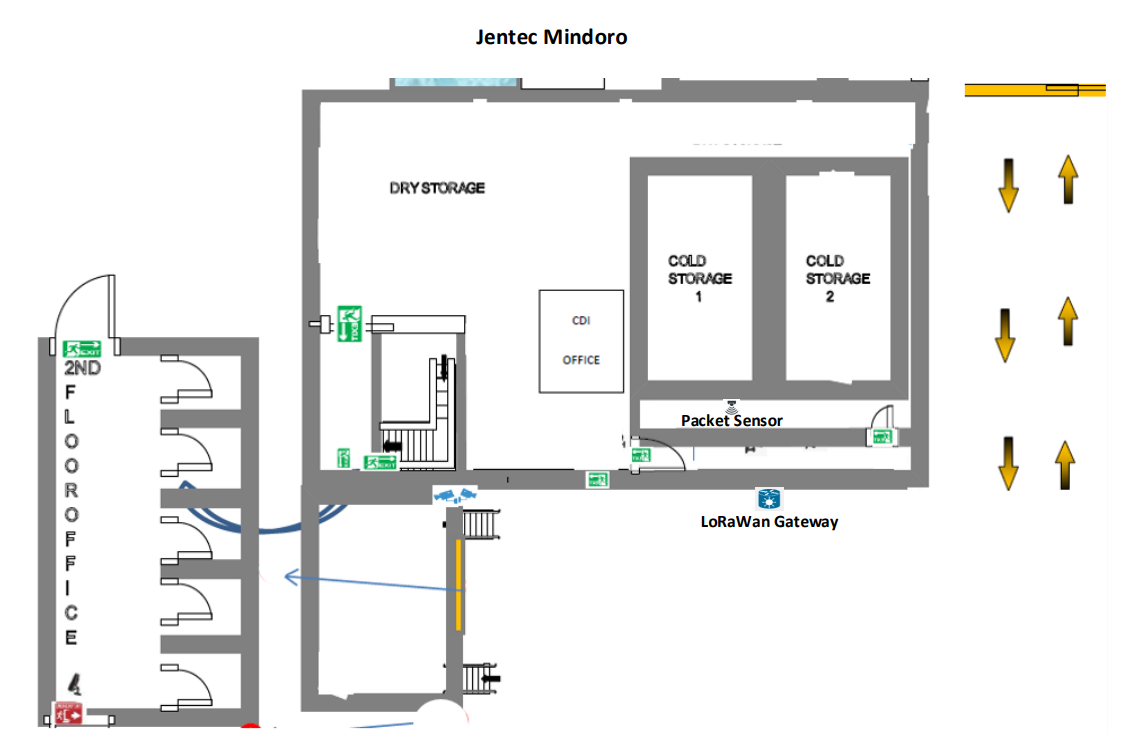 Jentec Mindoro
DRY STORAGE
COLD
STORAGE
1
COLD
STORAGE
2
CDI
OFFICE
EXIT
EXIT
2ND
F
L
O
O
R
O
F
F
I
C
E
Packet Sensor
EXIT
LoRaWan Gateway